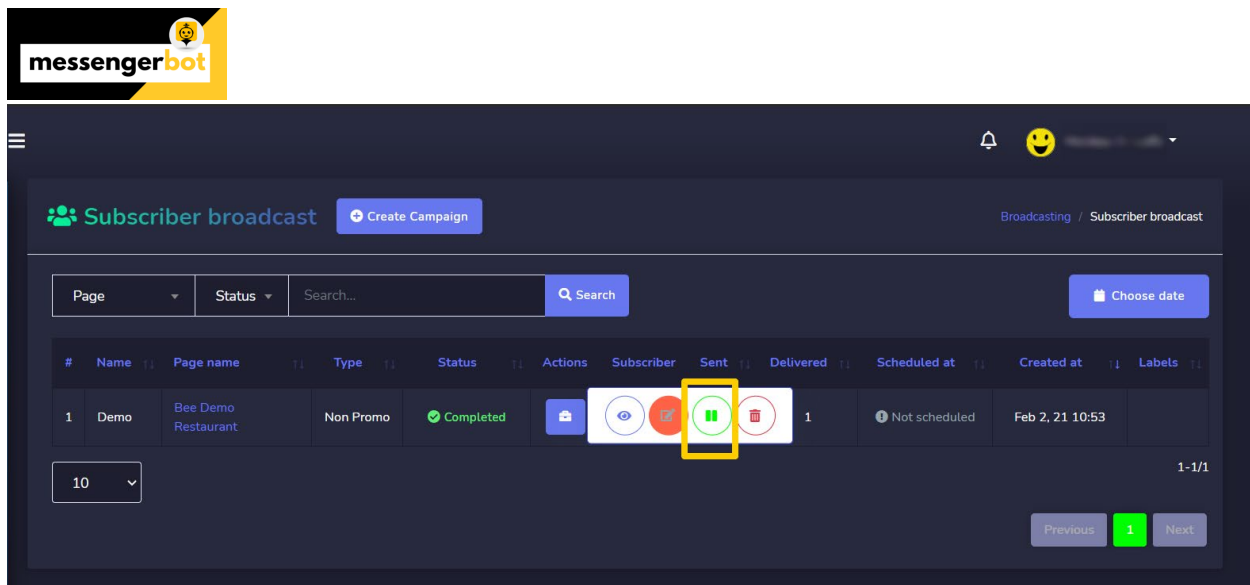 messengerbot
Subscriber broadcast
Create Campaign
Broadcasting / Subscriber broadcast
Page
Status
Search...
Search
Choose date
# Name Page name Type Status Actions Subscriber Sent Delivered Scheduled at Created at Labels
1 Demo Bee Demo Restaurant Non Promo Completed 1 Not scheduled Feb 2, 21 10:53
10
1-1/1
Previous 1 Next